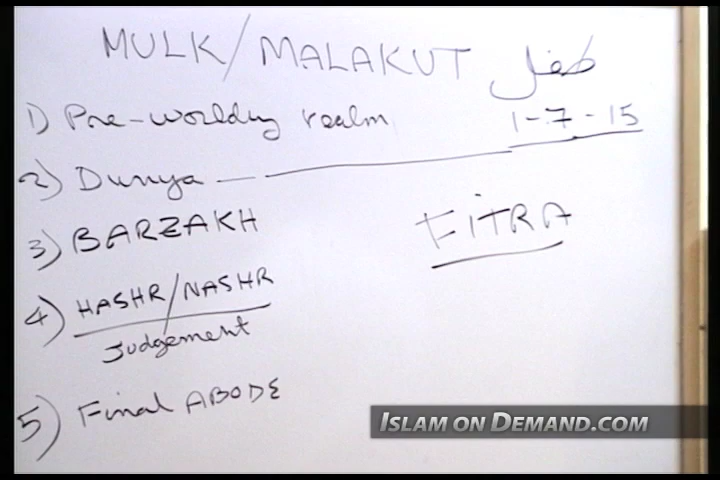 MULK/MALAKUT طفل
1) Pre-worldly realm 1-7-15
2) Dunya
3) BARZAKH
FITRA
4) HASHR/NASHR
Judgement
5) Final ABODE
ISLAM ON DEMAND.COM